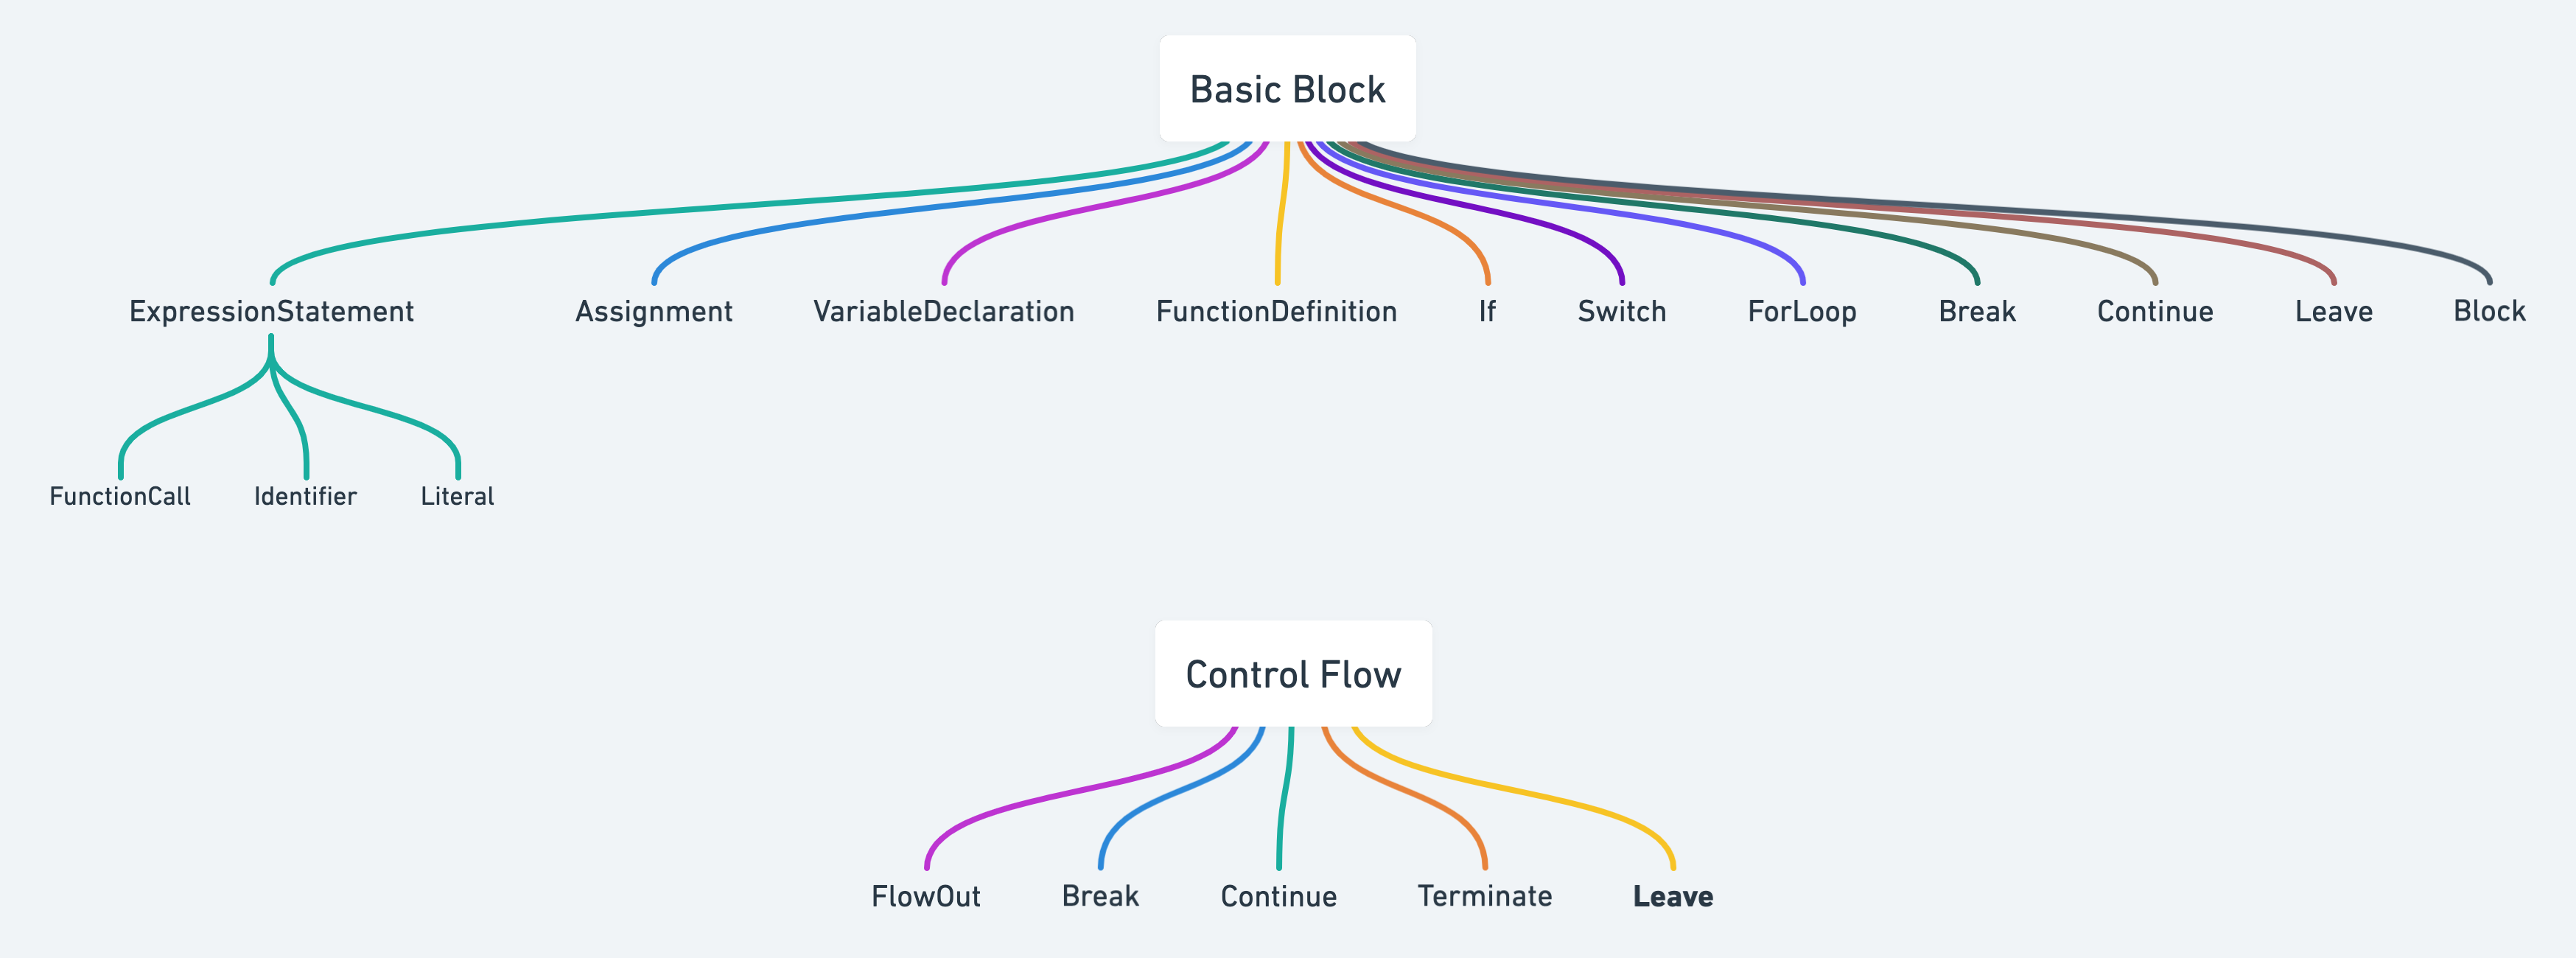 Basic Block
ExpressionStatement
Assignment
VariableDeclaration
FunctionDefinition
If
Switch
ForLoop
Break
Continue
Leave
Block
FunctionCall
Identifier
Literal
Control Flow
FlowOut
Break
Continue
Terminate
Leave